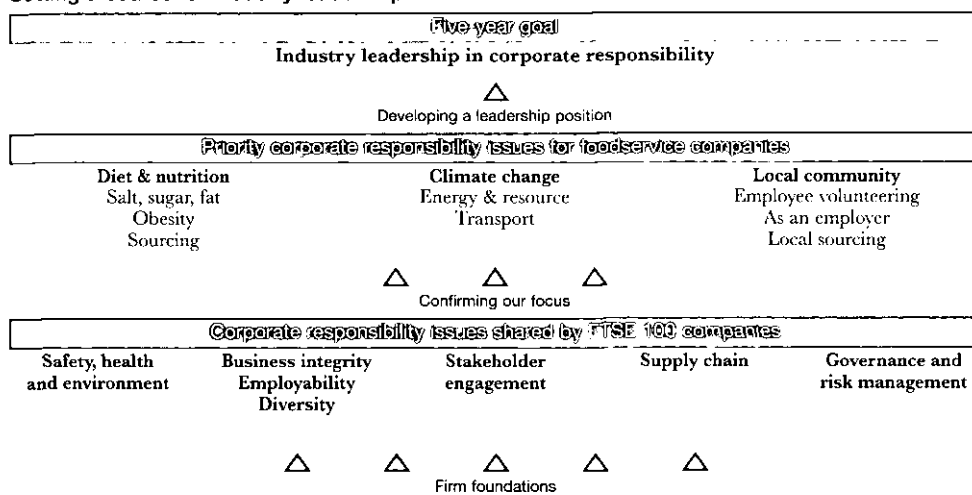 Five year goal
Industry leadership in corporate responsibility
Developing a leadership position
Priority corporate responsibility issues for foodservice companies
Diet & nutrition
Salt, sugar, fat
Obesity
Sourcing
Climate change
Energy & resource
Transport
Local community
Employee volunteering
As an employer
Local sourcing
Confirming our focus
Corporate responsibility issues shared by FTSE 100 companies
Safety, health
and environment
Business integrity
Employability
Diversity
Stakeholder
engagement
Supply chain
Governance and
risk management
Firm foundations